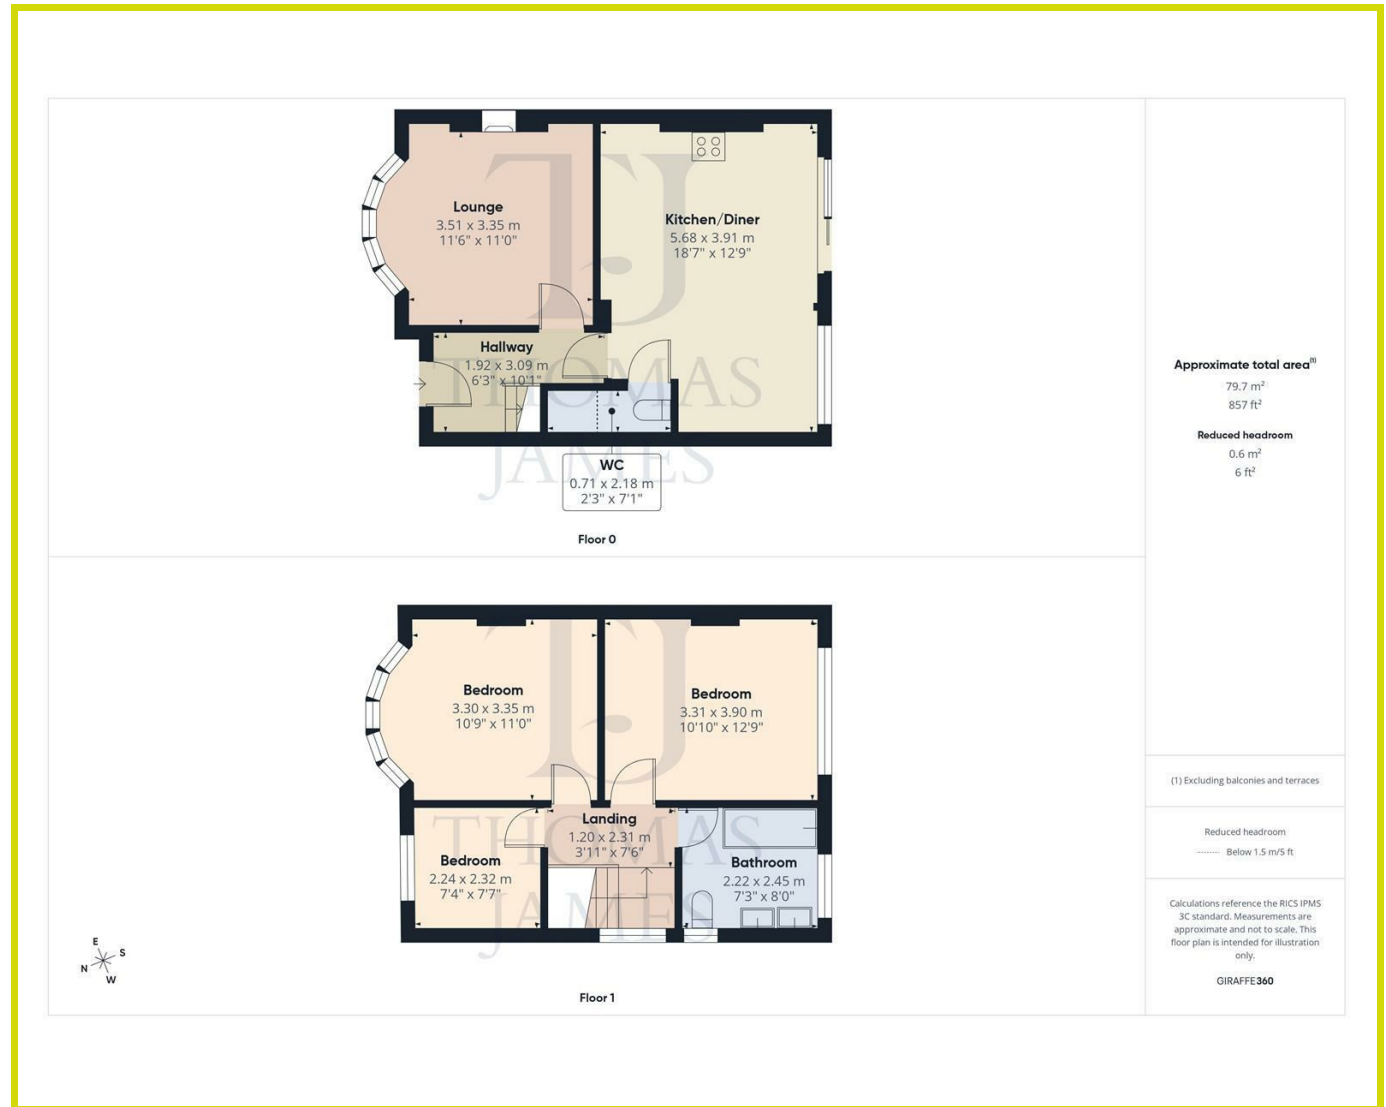 Lounge
3.51 x 3.35 m
11'6" x 11'0"
Kitchen/Diner
5.68 x 3.91 m
18'7" x 12'9"
Hallway
1.92 x 3.09 m
6'3" x 10'1"
WC
0.71 x 2.18 m
2'3" x 7'1"
TJ
THOMAS
JAMES
Floor 0
Bedroom
3.30 x 3.35 m
10'9" x 11'0"
Bedroom
3.31 x 3.90 m
10'10" x 12'9"
Landing
1.20 x 2.31 m
3'11" x 7'6"
Bedroom
2.24 x 2.32 m
7'4" x 7'7"
Bathroom
2.22 x 2.45 m
7'3" x 8'0"
TJ
THOMAS
JAMES
E
S
N
W
Floor 1
Approximate total area(1)
79.7 m²
857 ft²
Reduced headroom
0.6 m²
6 ft²
(1) Excluding balconies and terraces
Reduced headroom
Below 1.5 m/5 ft
Calculations reference the RICS IPMS
3C standard. Measurements are
approximate and not to scale. This
floor plan is intended for illustration
only.
GIRAFFE360